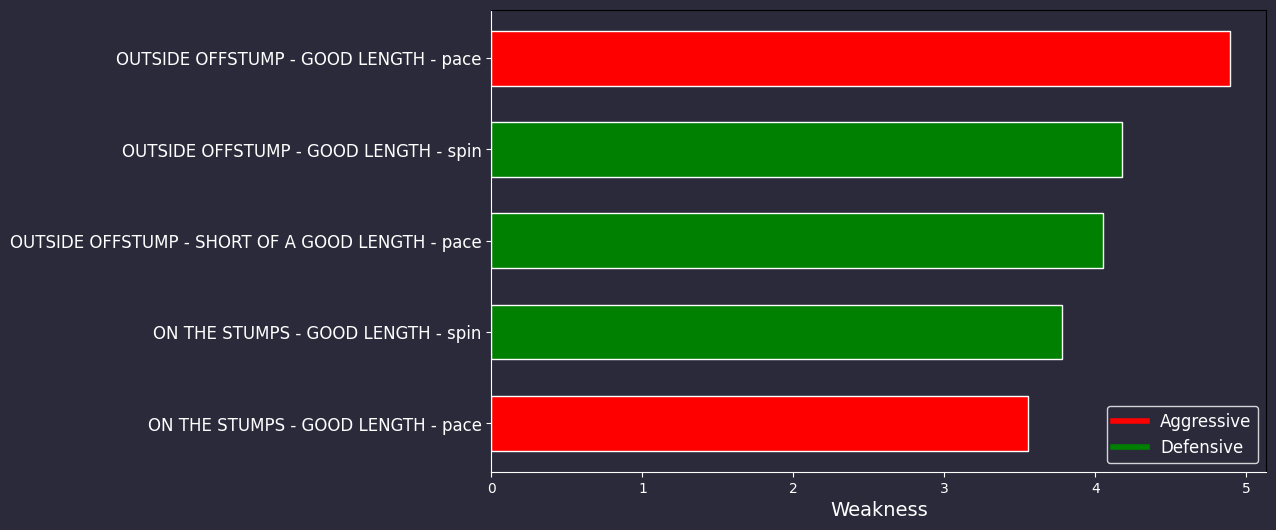 OUTSIDE OFFSTUMP - GOOD LENGTH - pace
OUTSIDE OFFSTUMP - GOOD LENGTH - spin
OUTSIDE OFFSTUMP - SHORT OF A GOOD LENGTH - pace
ON THE STUMPS - GOOD LENGTH - spin
ON THE STUMPS - GOOD LENGTH - pace
Aggressive
Defensive
0 1 2 3 4 5
Weakness